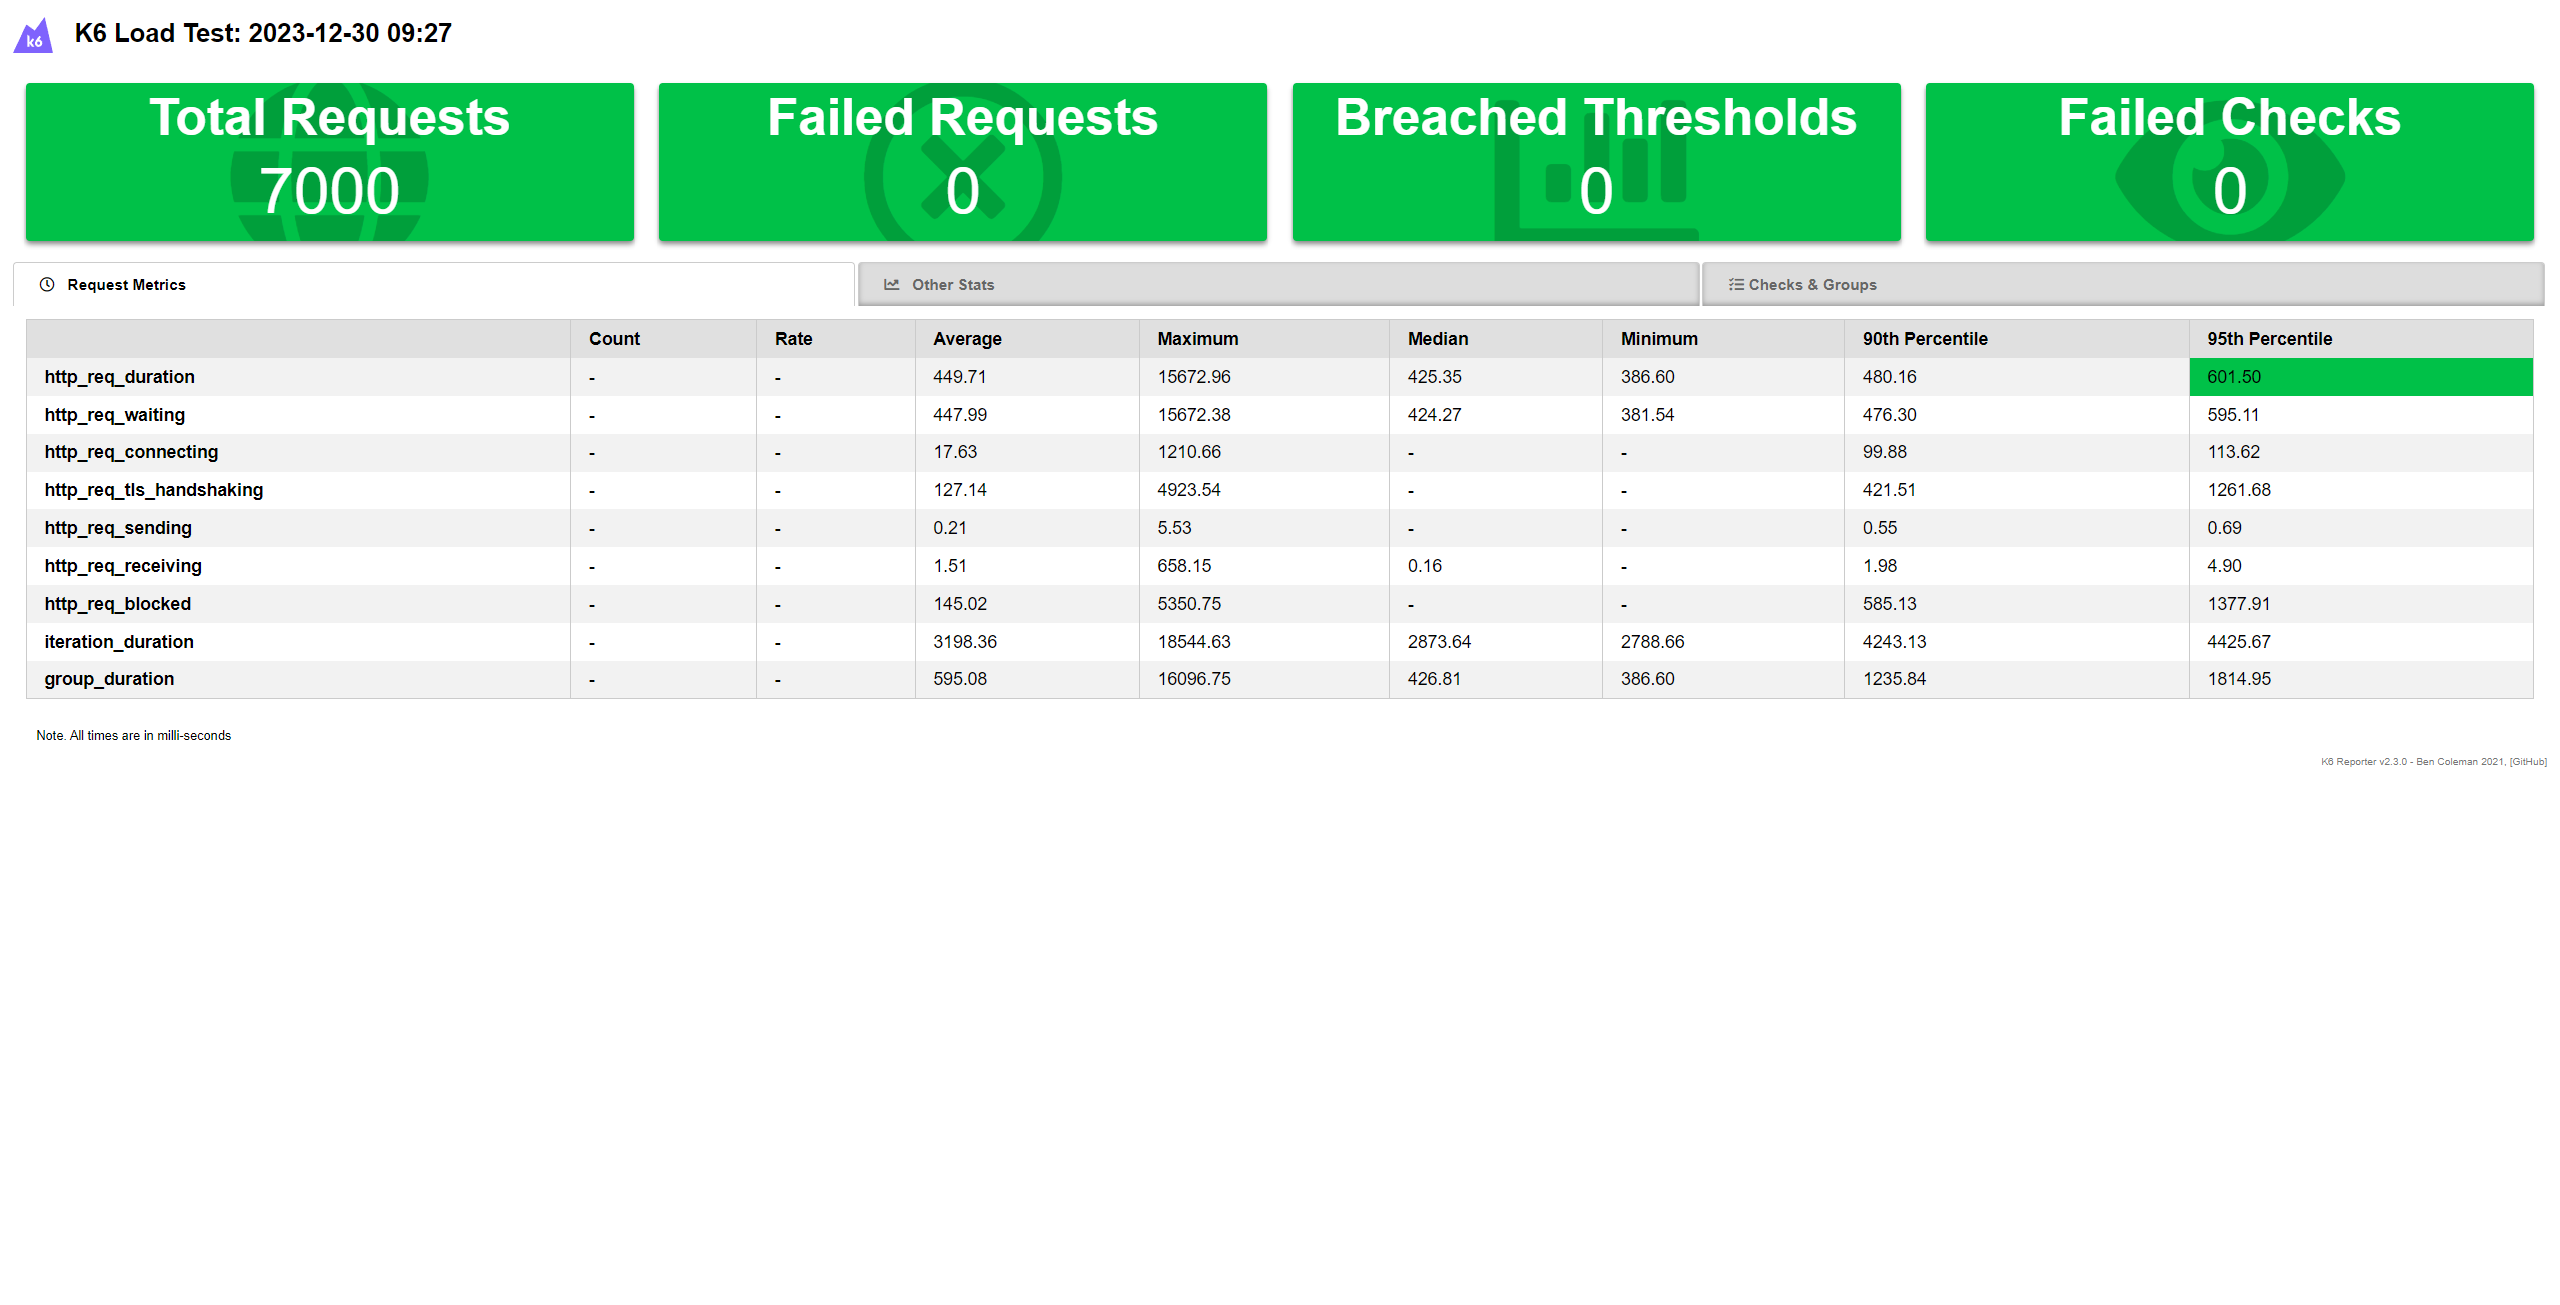 k6 K6 Load Test: 2023-12-30 09:27
Total Requests Failed Requests Breached Thresholds Failed Checks
7000 0 0 0
Request Metrics Other Stats Checks & Groups
Count Rate Average Maximum Median Minimum 90th Percentile 95th Percentile
http_req_duration - - 449.71 15672.96 425.35 386.60 480.16 601.50
http_req_waiting - - 447.99 15672.38 424.27 381.54 476.30 595.11
http_req_connecting - - 17.63 1210.66 - - 99.88 113.62
http_req_tls_handshaking - - 127.14 4923.54 - - 421.51 1261.68
http_req_sending - - 0.21 5.53 - - 0.55 0.69
http_req_receiving - - 1.51 658.15 0.16 - 1.98 4.90
http_req_blocked - - 145.02 5350.75 - - 585.13 1377.91
iteration_duration - - 3198.36 18544.63 2873.64 2788.66 4243.13 4425.67
group_duration - - 595.08 16096.75 426.81 386.60 1235.84 1814.95
Note. All times are in milli-seconds
K6 Reporter v2.3.0 - Ben Coleman 2021, [GitHub]